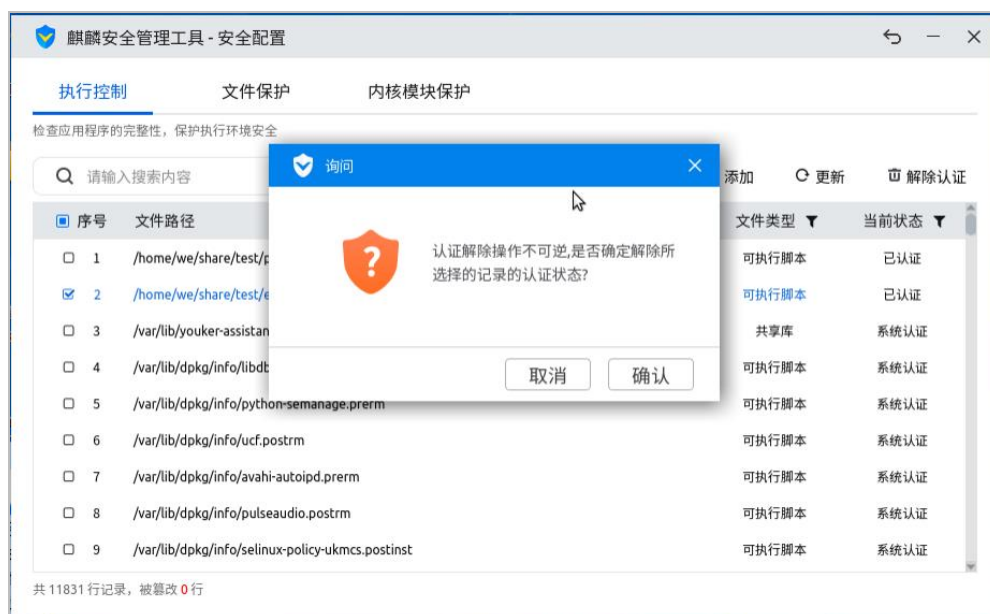 麒麟安全管理工具 - 安全配置
执行控制 文件保护 内核模块保护
检查应用程序的完整性，保护执行环境安全
请输入搜索内容 添加 更新 解除认证
询问
认证解除操作不可逆,是否确定解除所
选择的记录的认证状态?
取消 确认
序号 文件路径 文件类型 当前状态
1 /home/we/share/test/ 可执行脚本 已认证
2 /home/we/share/test/ 可执行脚本 已认证
3 /var/lib/youker-assistan 共享库 系统认证
4 /var/lib/dpkg/info/libdb 可执行脚本 系统认证
5 /var/lib/dpkg/info/python-semanage.prerm 可执行脚本 系统认证
6 /var/lib/dpkg/info/ucf.postrm 可执行脚本 系统认证
7 /var/lib/dpkg/info/avahi-autoipd.prerm 可执行脚本 系统认证
8 /var/lib/dpkg/info/pulseaudio.postrm 可执行脚本 系统认证
9 /var/lib/dpkg/info/selinux-policy-ukmcs.postinst 可执行脚本 系统认证
共 11831 行记录，被篡改 0 行